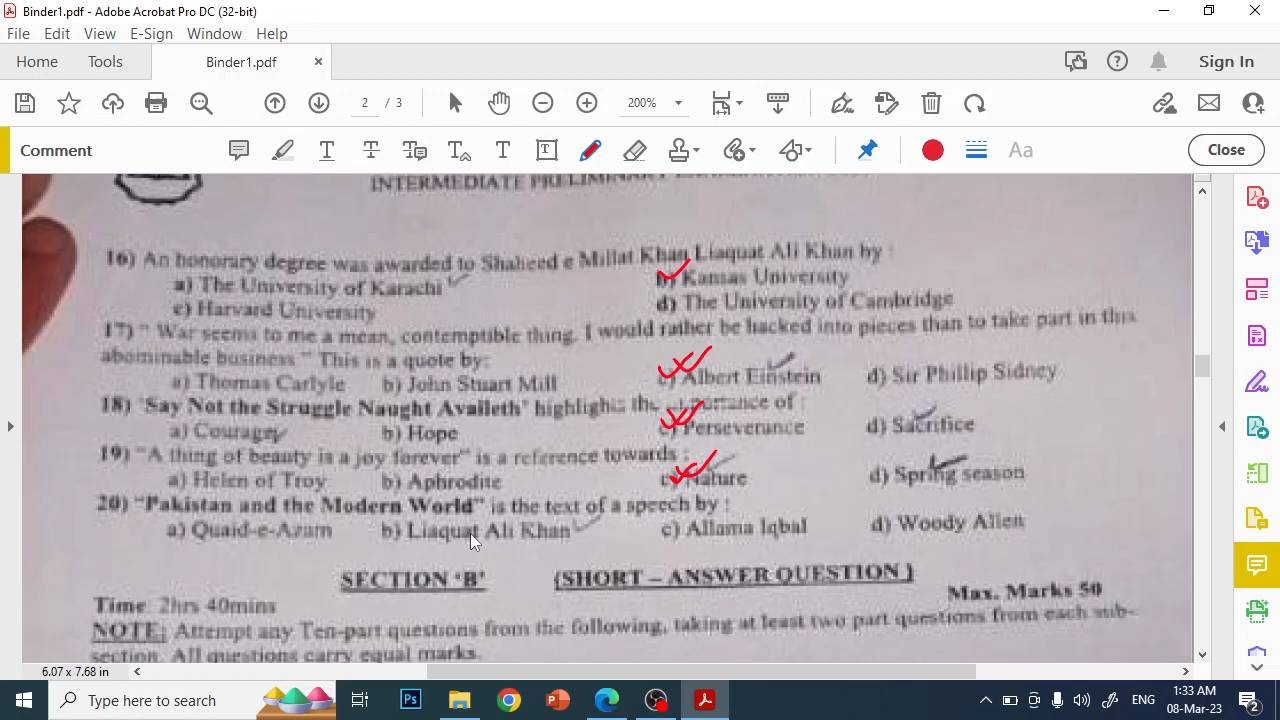 Binder1.pdf - Adobe Acrobat Pro DC (32-bit)
File Edit View E-Sign Window Help
Home Tools Binder1.pdf × Sign In
2 / 3 200%
Comment Aa Close
INTERMEDIATE PRELIMINARY
16) An honorary degree was awarded to Shaheed e Millat Khan Liaquat Ali Khan by :
a) The University of Karachi b) Kansas University
c) Harvard University d) The University of Cambridge
17) " War seems to me a mean, contemptible thing. I would rather be hacked into pieces than to take part in this
abominable business " This is a quote by:
a) Thomas Carlyle b) John Stuart Mill c) Albert Einstein d) Sir Phillip Sidney
18) 'Say Not the Struggle Naught Availeth' highlights the importance of :
a) Courage b) Hope c) Perseverance d) Sacrifice
19) "A thing of beauty is a joy forever" is a reference towards :
a) Helen of Troy b) Aphrodite c) Nature d) Spring season
20) "Pakistan and the Modern World" is the text of a speech by :
a) Quaid-e-Azam b) Liaquat Ali Khan c) Allama Iqbal d) Woody Allen
SECTION 'B' (SHORT – ANSWER QUESTION )
Time: 2hrs 40mins Max. Marks 50
NOTE: Attempt any Ten-part questions from the following, taking at least two part questions from each sub-
section. All questions carry equal marks.
6.07 x 7.68 in
Type here to search
Ps
ENG
1:33 AM
08-Mar-23
2